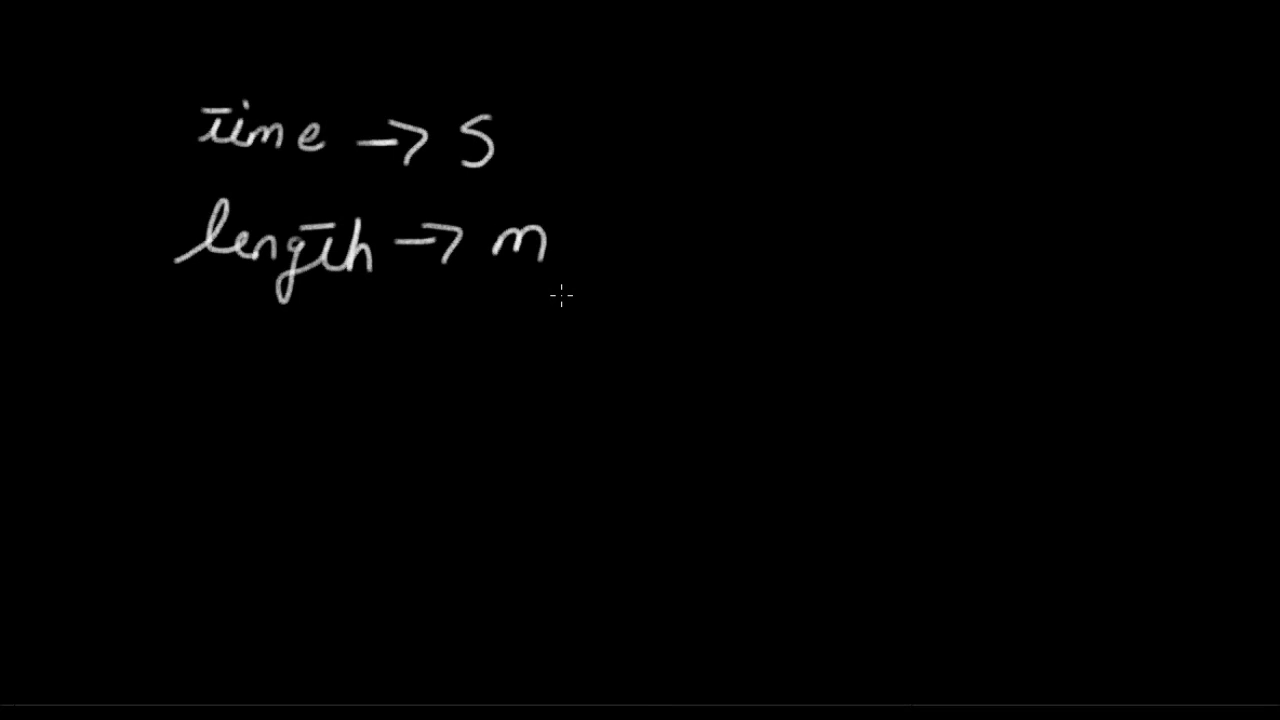 time → s
length → m